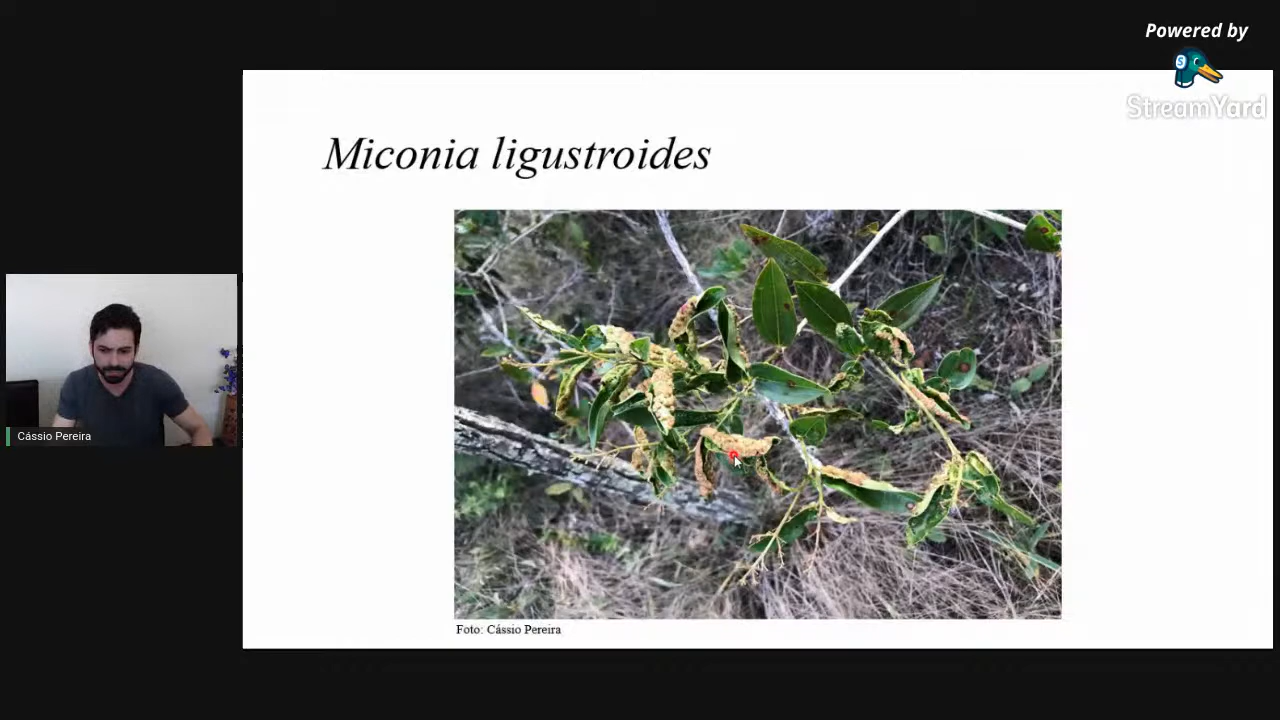 Powered by
StreamYard
Miconia ligustroides
Cássio Pereira
Foto: Cássio Pereira